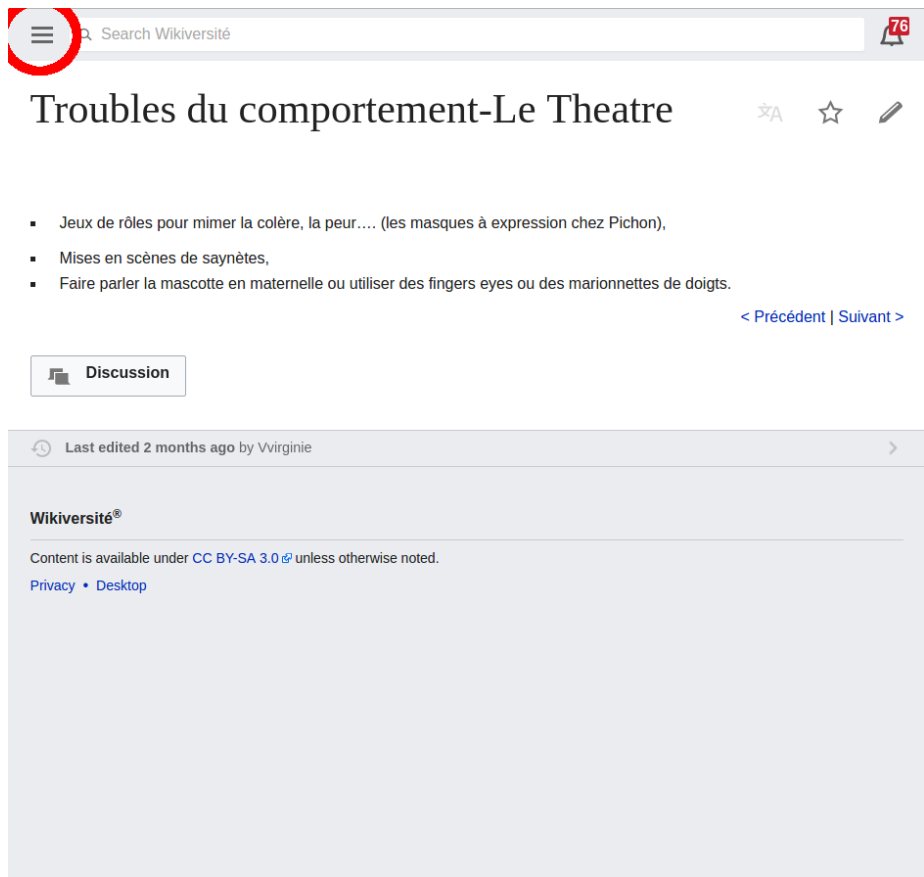 Search Wikiversité
76
Troubles du comportement-Le Theatre
Jeux de rôles pour mimer la colère, la peur…. (les masques à expression chez Pichon),
Mises en scènes de saynètes,
Faire parler la mascotte en maternelle ou utiliser des fingers eyes ou des marionnettes de doigts.
< Précédent | Suivant >
Discussion
Last edited 2 months ago by Vvirginie
Wikiversité®
Content is available under CC BY-SA 3.0 unless otherwise noted.
Privacy • Desktop